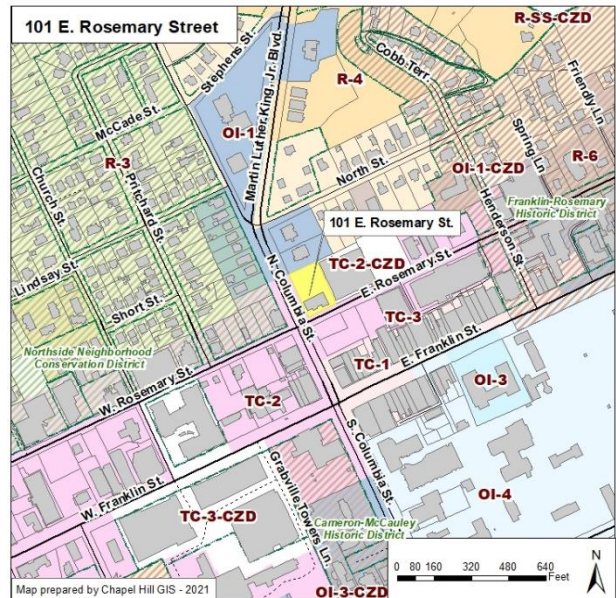 101 E. Rosemary Street
Stephens St.
Martin Luther King, Jr. Blvd.
R-SS-CZD
R-4
Cobb Terr.
McCade St.
OI-1
Friendly Ln
Spring Ln
R-3
North St.
OI-1-CZD
R-6
Church St.
Pritchard St.
Henderson St.
Franklin-Rosemary
Historic District
101 E. Rosemary St.
Lindsay St.
N. Columbia St.
TC-2-CZD
E. Rosemary St.
Short St.
TC-3
Northside Neighborhood
Conservation District
E. Franklin St.
TC-1
W. Rosemary St.
TC-2
OI-3
S. Columbia St.
W. Franklin St.
Granville Towers Ln
OI-4
TC-3-CZD
Cameron-McCauley
Historic District
0 80 160 320 480 640
Feet
N
OI-3-CZD
Map prepared by Chapel Hill GIS - 2021